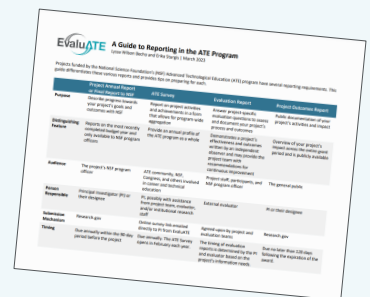 EvaluATE
A Guide to Reporting in the ATE Program
Lyssa Wilson Becho and Erika Sturgis | March 2023
Projects funded by the National Science Foundation's (NSF) Advanced Technological Education (ATE) program have several reporting requirements. This
guide differentiates these various reports and provides tips on preparing for each.
Project Annual Report
or Final Report to NSF
ATE Survey
Evaluation Report
Project Outcomes Report
Purpose
Describe progress towards
your project's goals and
outcomes with NSF
Report on project activities
and achievements in a form
that allows for program-wide
aggregation.
Answer project-specific
evaluation questions to assess
and document your project's
process and outcomes
Public documentation of your
project's activities and impact
Distinguishing
Feature
Reports on the most recently
completed budget year and
only available to NSF program
officers
Provide an annual profile of
the ATE program as a whole
Demonstrates a project's
effectiveness and outcomes
written by an independent
observer and may provide the
project team with
recommendations for
continuous improvement
Overview of your project's
impact across the entire grant
period and is publicly available
Audience
The project's NSF program
officer
ATE community, NSF,
Congress, and others involved
in career and technical
education
Project staff, participants, and
NSF program officer
The general public
Person
Responsible
Principal Investigator (PI) or
their designee
PI, possibly with assistance
from project team, evaluator,
and/or institutional research
staff
External evaluator
PI or their designee
Submission
Mechanism
Research.gov
Online survey link emailed
directly to PI from EvaluATE
Agreed-upon by project and
evaluation teams
Research.gov
Timing
Due annually within the 90-day
period before the project
Due annually. The ATE Survey
opens in February each year.
The timing of evaluation
reports is determined by the PI
and evaluator based on the
project's information needs.
Due no later than 120 days
following the expiration of the
award.